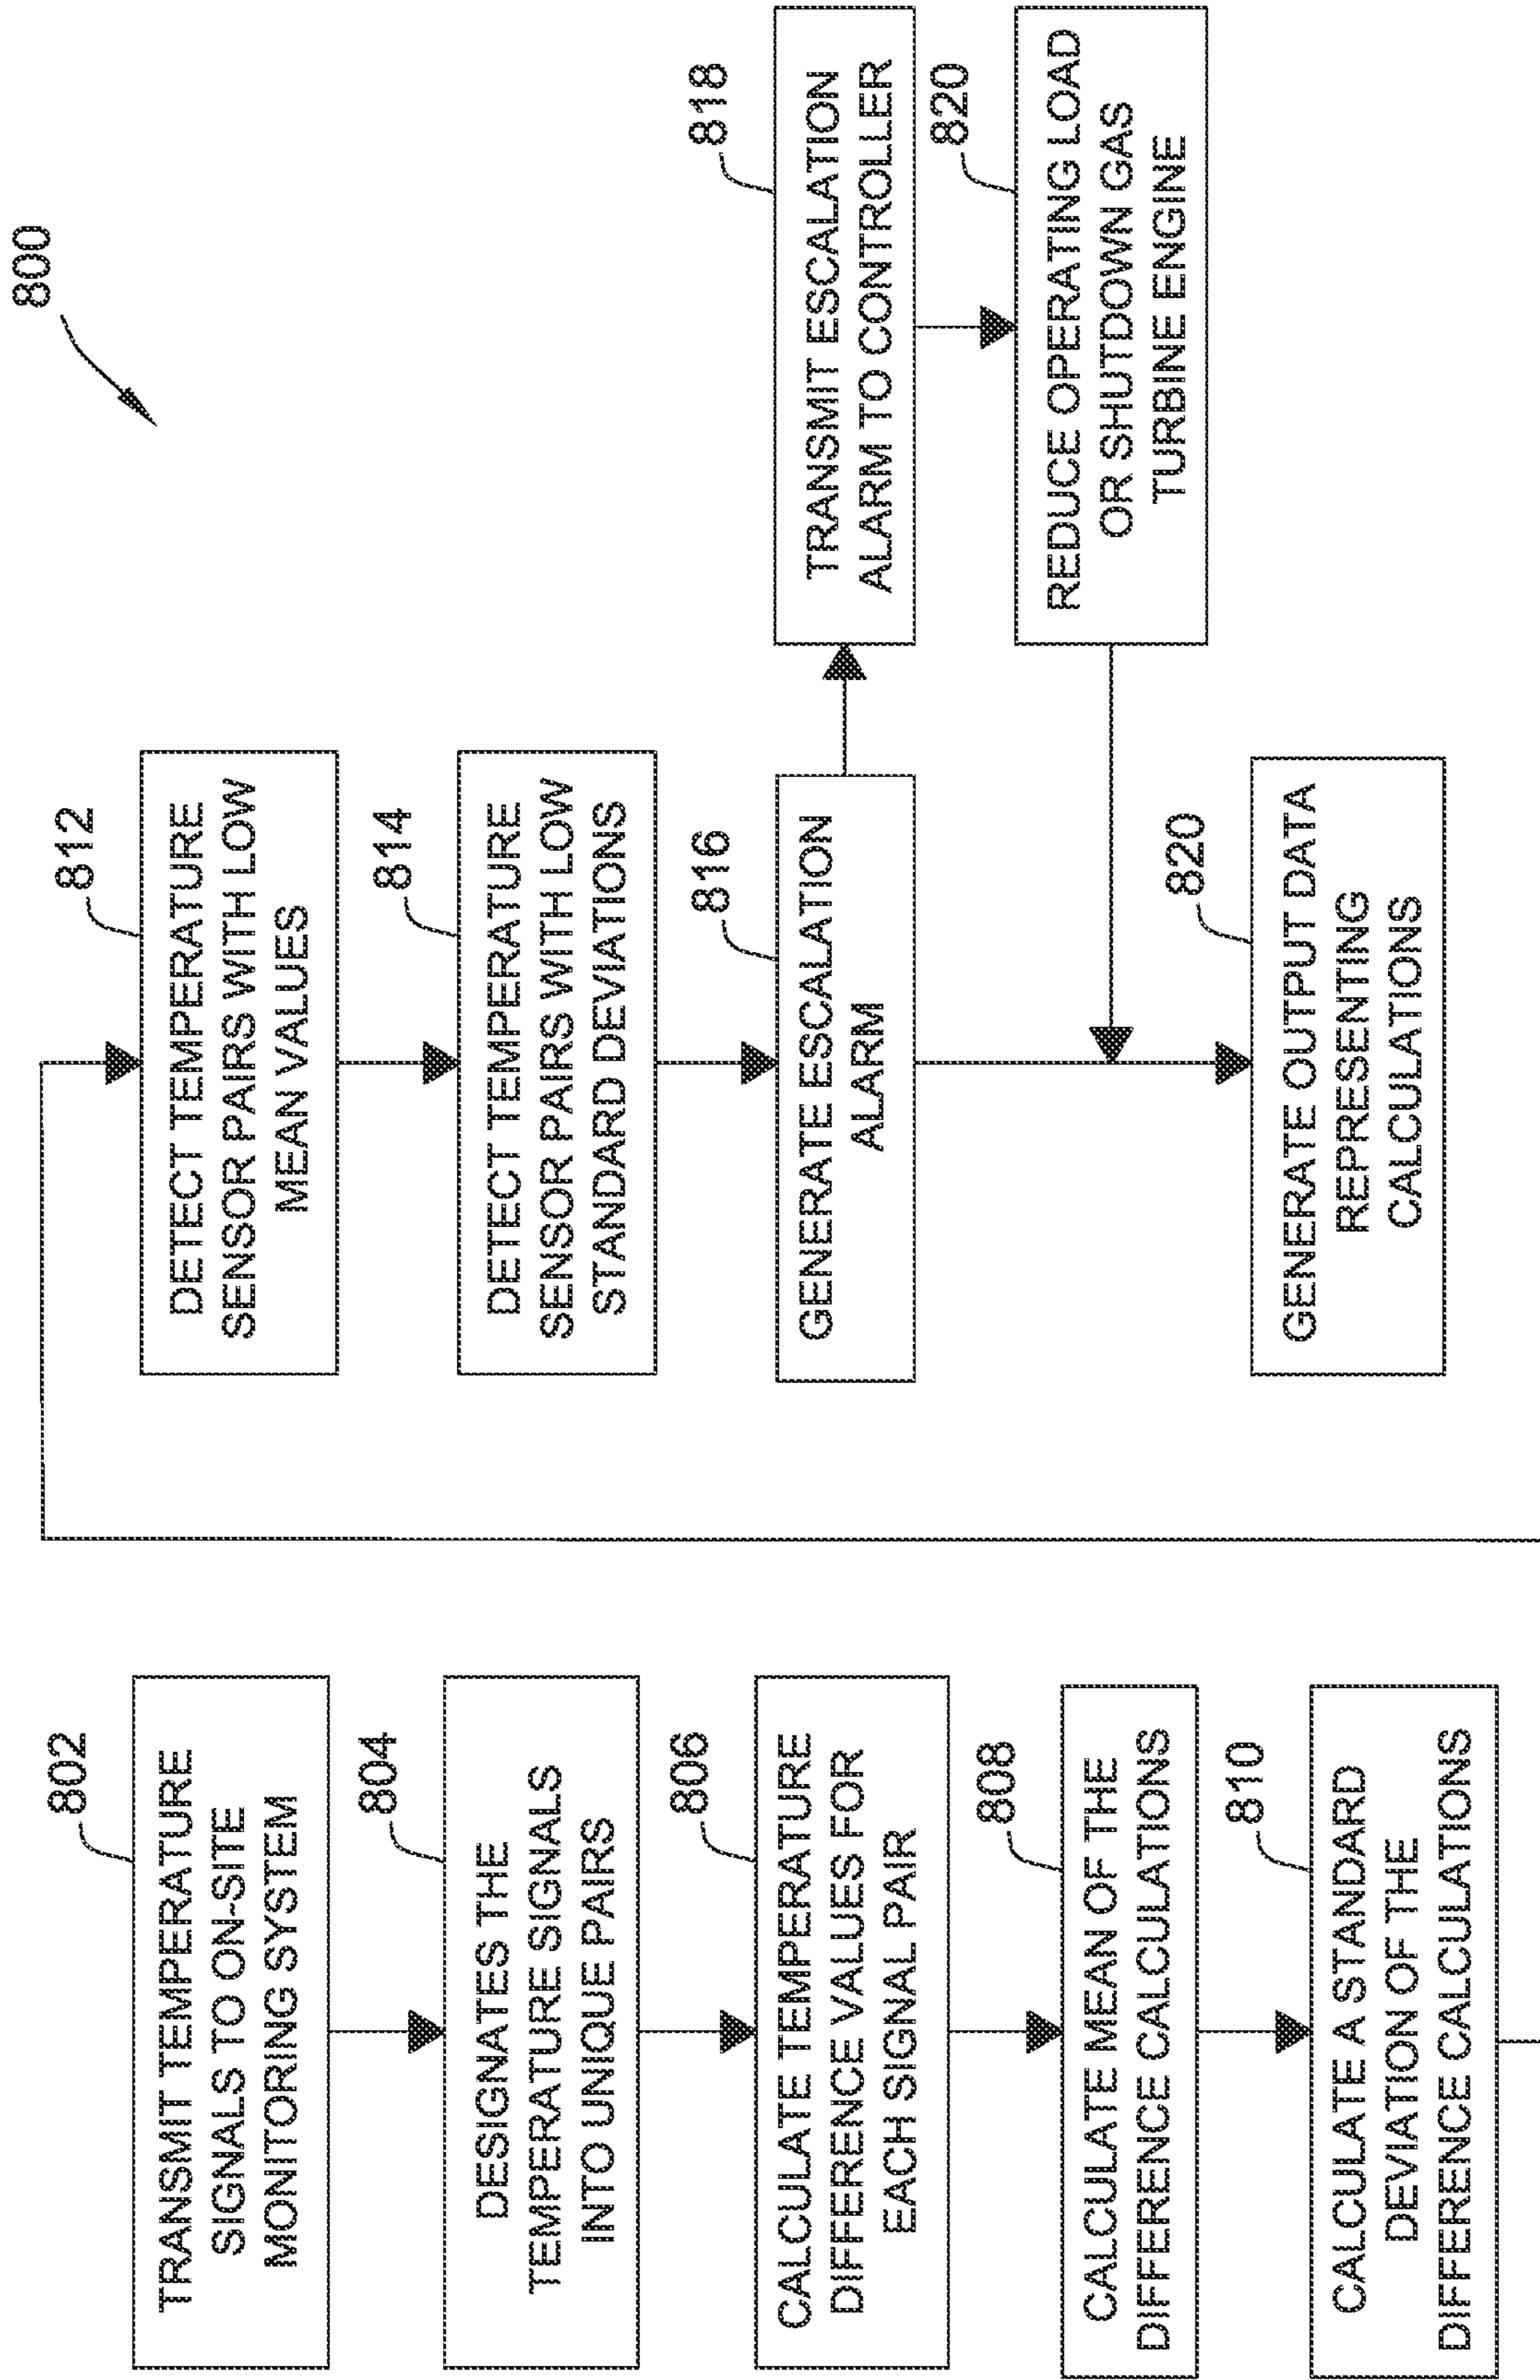 800
802
TRANSMIT TEMPERATURE
SIGNALS TO ON-SITE
MONITORING SYSTEM
804
DESIGNATES THE
TEMPERATURE SIGNALS
INTO UNIQUE PAIRS
806
CALCULATE TEMPERATURE
DIFFERENCE VALUES FOR
EACH SIGNAL PAIR
808
CALCULATE MEAN OF THE
DIFFERENCE CALCULATIONS
810
CALCULATE A STANDARD
DEVIATION OF THE
DIFFERENCE CALCULATIONS
812
DETECT TEMPERATURE
SENSOR PAIRS WITH LOW
MEAN VALUES
814
DETECT TEMPERATURE
SENSOR PAIRS WITH LOW
STANDARD DEVIATIONS
816
GENERATE ESCALATION
ALARM
818
TRANSMIT ESCALATION
ALARM TO CONTROLLER
820
REDUCE OPERATING LOAD
OR SHUTDOWN GAS
TURBINE ENGINE
820
GENERATE OUTPUT DATA
REPRESENTING
CALCULATIONS